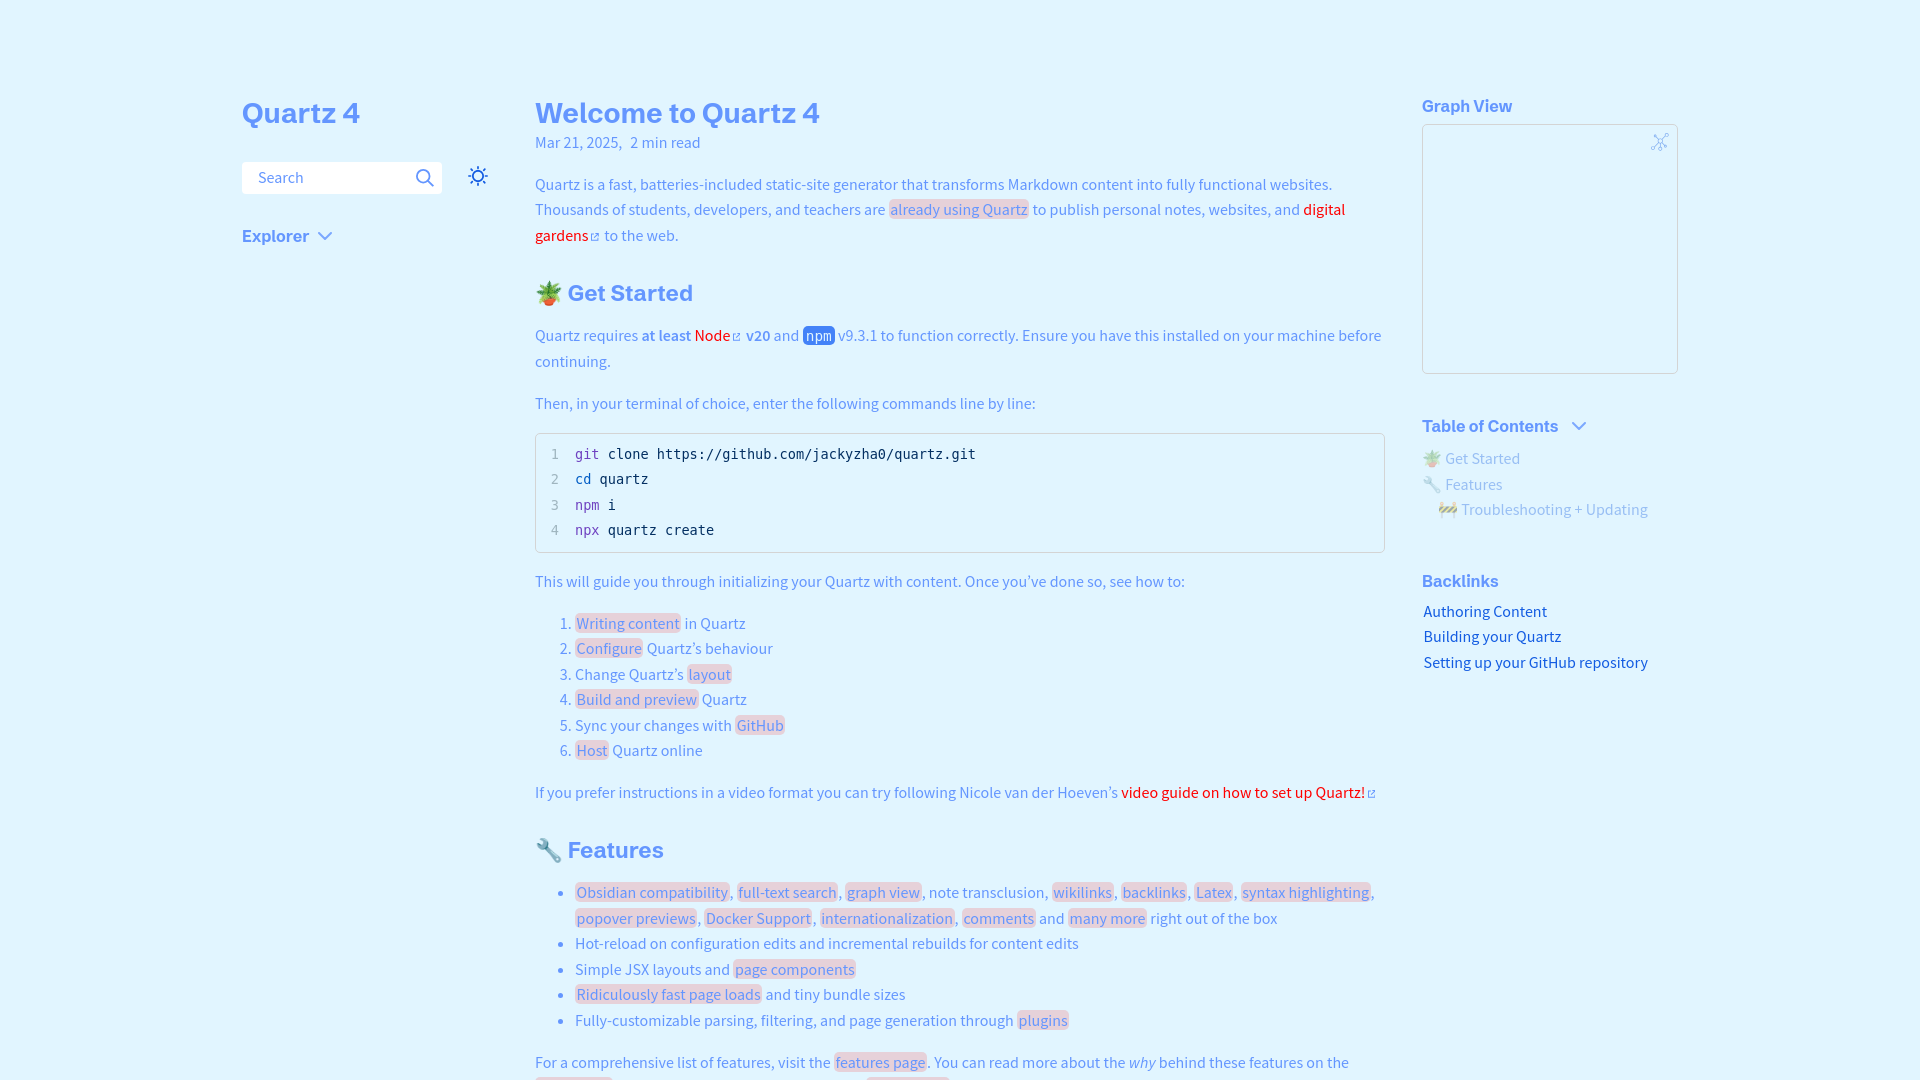 Quartz 4
Search
Explorer
Welcome to Quartz 4
Mar 21, 2025, 2 min read
Quartz is a fast, batteries-included static-site generator that transforms Markdown content into fully functional websites.
Thousands of students, developers, and teachers are already using Quartz to publish personal notes, websites, and digital
gardens to the web.
🪴 Get Started
Quartz requires at least Node v20 and npm v9.3.1 to function correctly. Ensure you have this installed on your machine before
continuing.
Then, in your terminal of choice, enter the following commands line by line:
1 git clone https://github.com/jackyzha0/quartz.git
2 cd quartz
3 npm i
4 npx quartz create
This will guide you through initializing your Quartz with content. Once you’ve done so, see how to:
1. Writing content in Quartz
2. Configure Quartz’s behaviour
3. Change Quartz’s layout
4. Build and preview Quartz
5. Sync your changes with GitHub
6. Host Quartz online
If you prefer instructions in a video format you can try following Nicole van der Hoeven’s video guide on how to set up Quartz!
🔧 Features
• Obsidian compatibility, full-text search, graph view, note transclusion, wikilinks, backlinks, Latex, syntax highlighting,
popover previews, Docker Support, internationalization, comments and many more right out of the box
• Hot-reload on configuration edits and incremental rebuilds for content edits
• Simple JSX layouts and page components
• Ridiculously fast page loads and tiny bundle sizes
• Fully-customizable parsing, filtering, and page generation through plugins
For a comprehensive list of features, visit the features page. You can read more about the why behind these features on the
Graph View
Table of Contents
🪴 Get Started
🔧 Features
🚧 Troubleshooting + Updating
Backlinks
Authoring Content
Building your Quartz
Setting up your GitHub repository